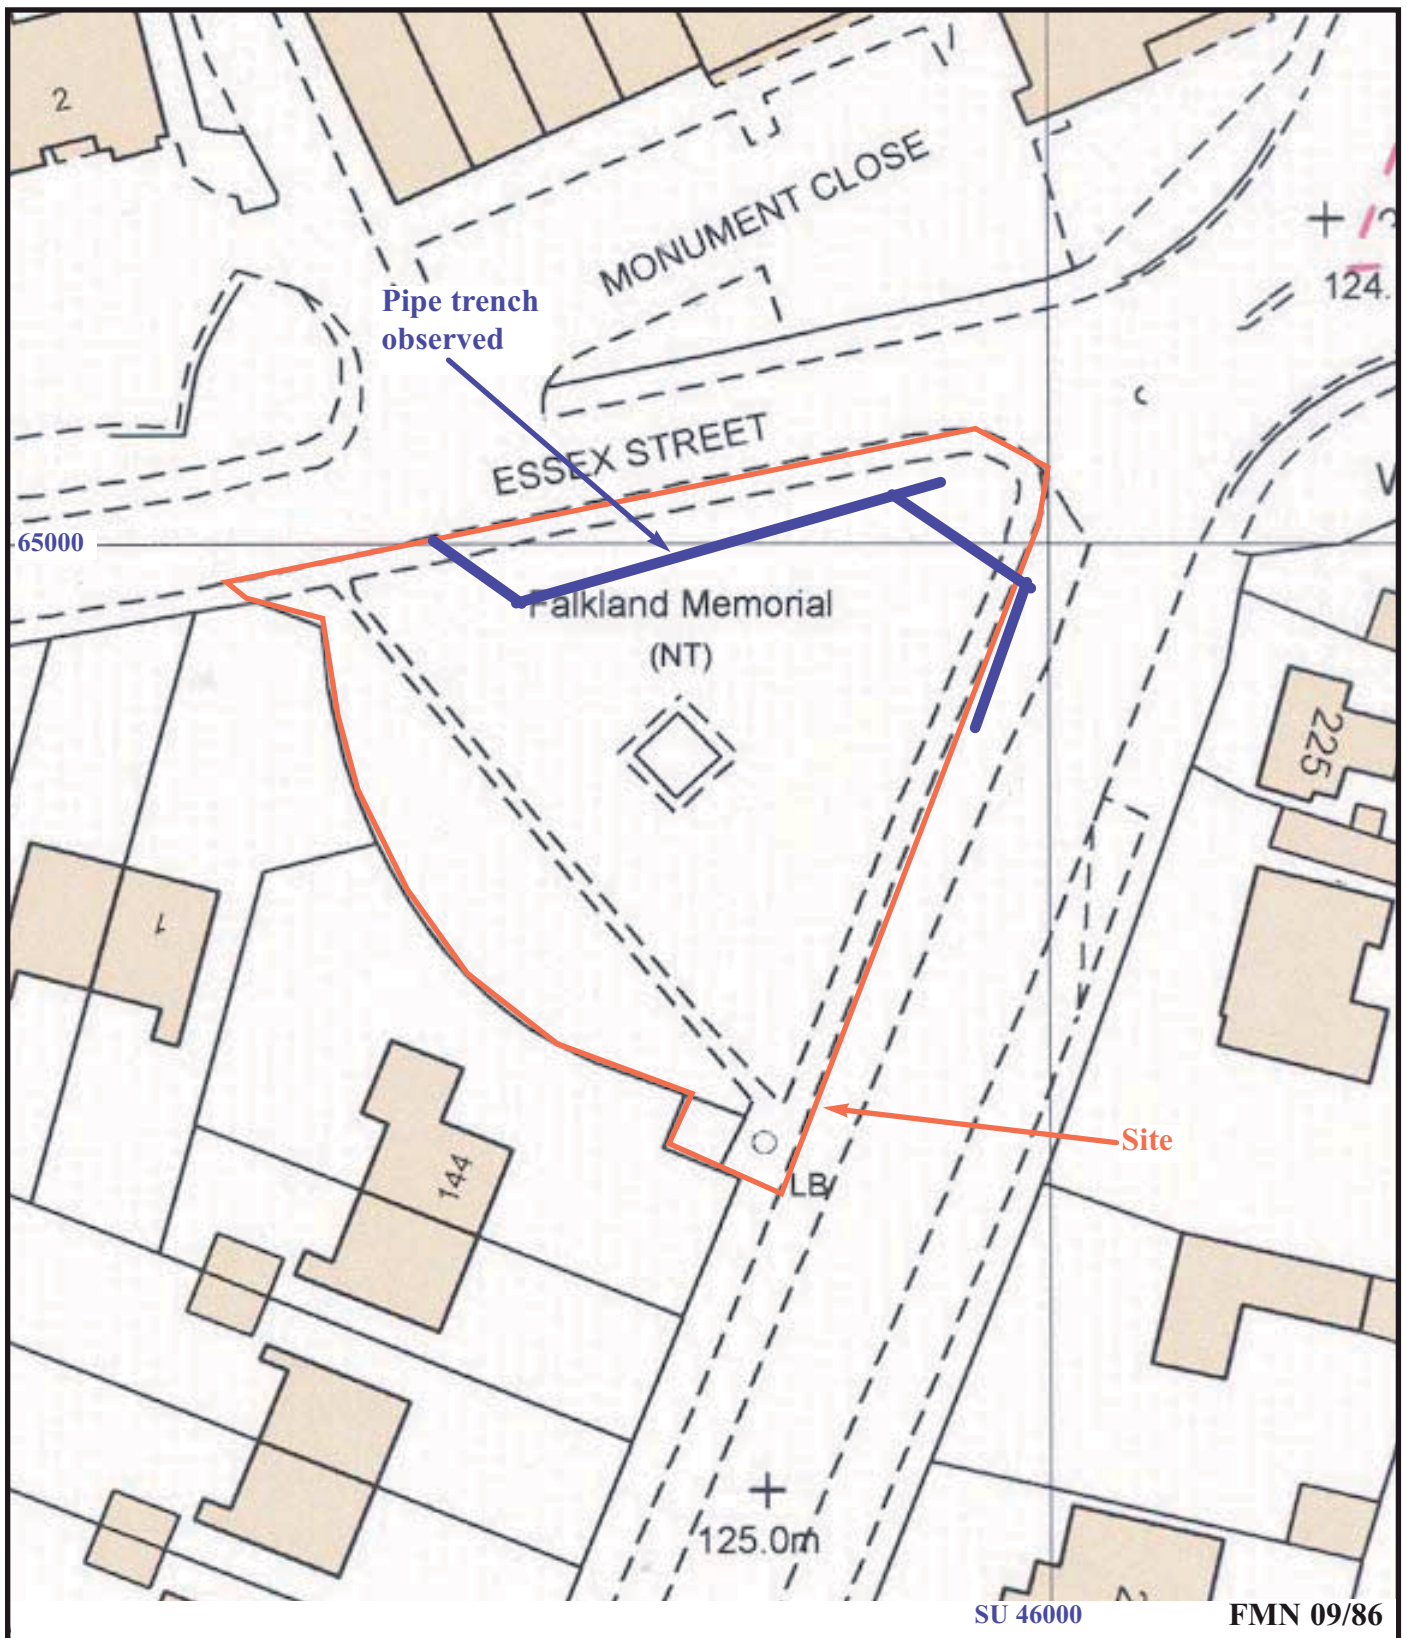 2
MONUMENT CLOSE
124.
Pipe trench
observed
ESSEX STREET
65000
Falkland Memorial
(NT)
225
1
144
Site
LB
125.0m
SU 46000
FMN 09/86